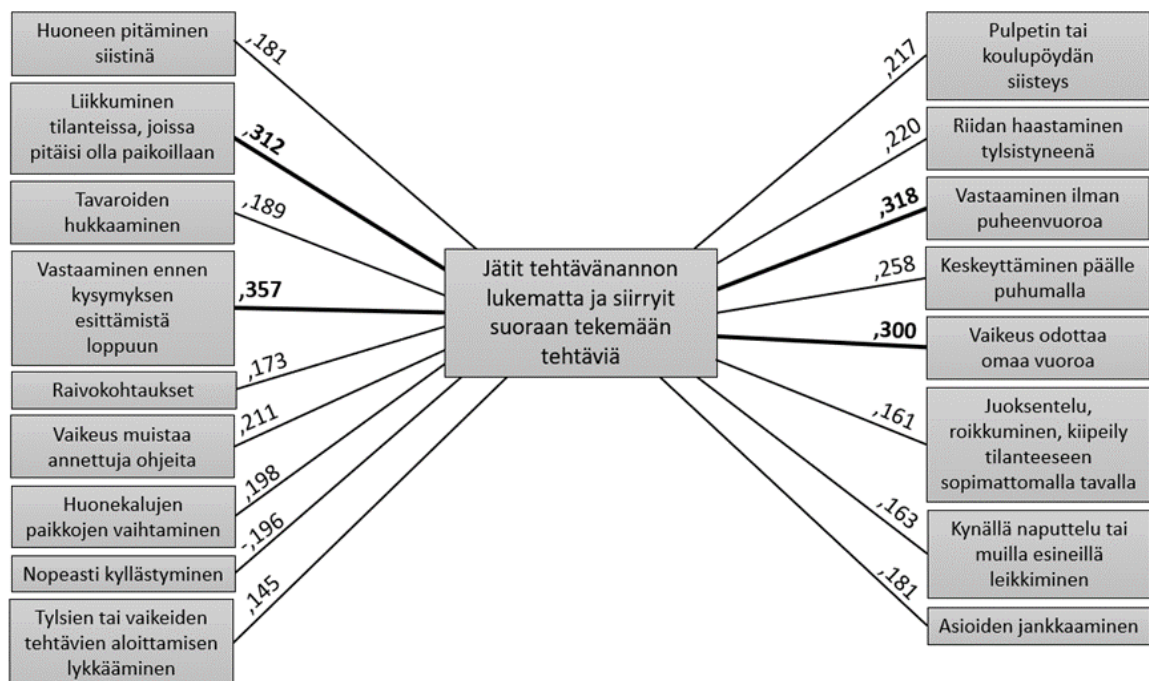 Huoneen pitäminen
siistinä
,181
Liikkuminen
tilanteissa, joissa
pitäisi olla paikoillaan
,312
Tavaroiden
hukkaaminen
,189
Vastaaminen ennen
kysymyksen
esittämistä
loppuun
,357
Raivokohtaukset
,173
Vaikeus muistaa
annettuja ohjeita
,211
Huonekalujen
paikkojen vaihtaminen
,198
Nopeasti kyllästyminen
-,196
Tylsien tai vaikeiden
tehtävien aloittamisen
lykkääminen
,145
Jätit tehtävänannon
lukematta ja siirryit
suoraan tekemään
tehtäviä
,217
Pulpetin tai
koulupöydän
siisteys
,220
Riidan haastaminen
tylsistyneenä
,318
Vastaaminen ilman
puheenvuoroa
,258
Keskeyttäminen päälle
puhumalla
,300
Vaikeus odottaa
omaa vuoroa
,161
Juoksentelu,
roikkuminen, kiipeily
tilanteeseen
sopimattomalla tavalla
,163
Kynällä naputtelu tai
muilla esineillä
leikkiminen
,181
Asioiden jankkaaminen